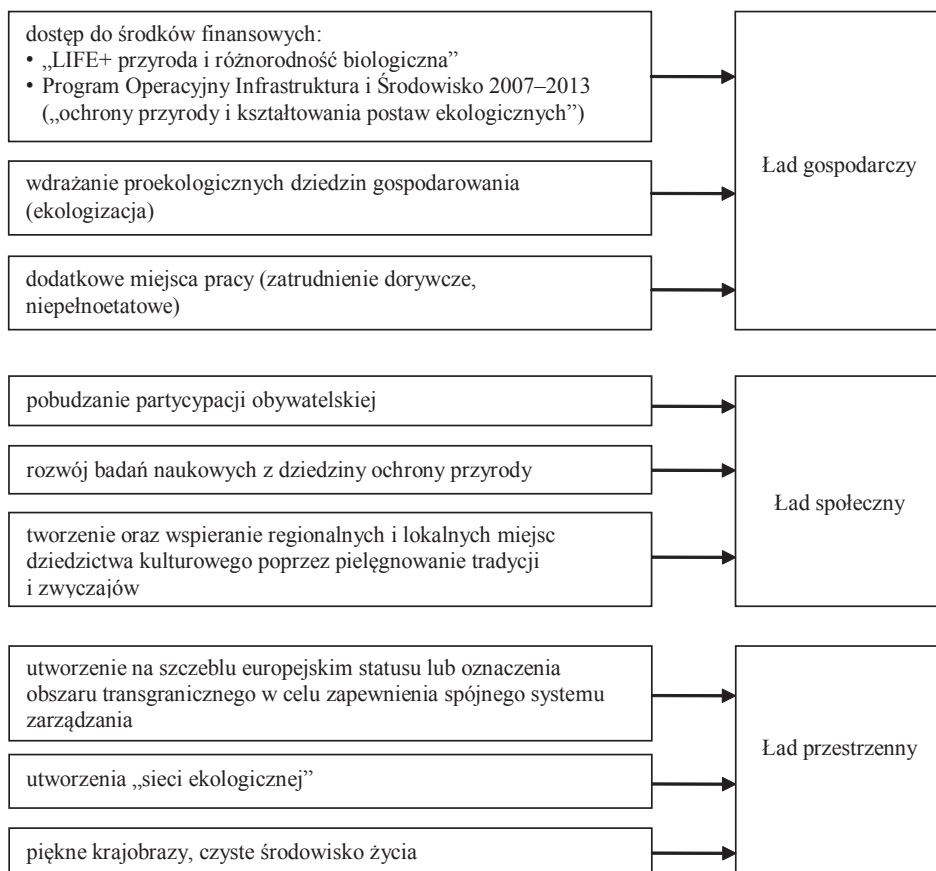 dostęp do środków finansowych:
• „LIFE+ przyroda i różnorodność biologiczna”
• Program Operacyjny Infrastruktura i Środowisko 2007–2013
(„ochrony przyrody i kształtowania postaw ekologicznych”)
wdrażanie proekologicznych dziedzin gospodarowania
(ekologizacja)
dodatkowe miejsca pracy (zatrudnienie dorywcze,
niepełnoetatowe)
Ład gospodarczy
pobudzanie partycypacji obywatelskiej
rozwój badań naukowych z dziedziny ochrony przyrody
tworzenie oraz wspieranie regionalnych i lokalnych miejsc
dziedzictwa kulturowego poprzez pielęgnowanie tradycji
i zwyczajów
Ład społeczny
utworzenie na szczeblu europejskim statusu lub oznaczenia
obszaru transgranicznego w celu zapewnienia spójnego systemu
zarządzania
utworzenia „sieci ekologicznej”
piękne krajobrazy, czyste środowisko życia
Ład przestrzenny